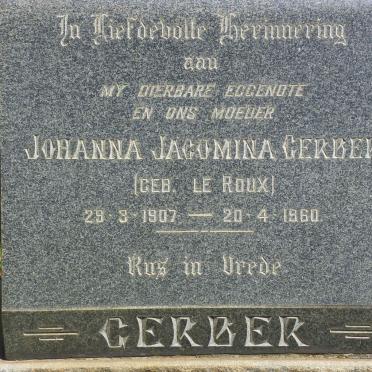 In Liefdevolle Herinnering
aan
MY DIERBARE EGGENOTE
EN ONS MOEDER
JOHANNA JACOMINA GERBER
(GEB. LE ROUX)
29-3-1907 — 20-4-1960
Rus in Vrede
GERBER